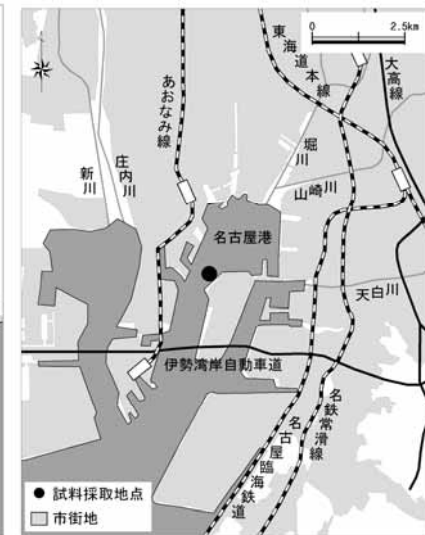 0
2.5km
東海道本線
大高線
あおなみ線
堀川
山崎川
新川
庄内川
名古屋港
天白川
伊勢湾岸自動車道
名鉄常滑線
名古屋臨海鉄道
試料採取地点
市街地